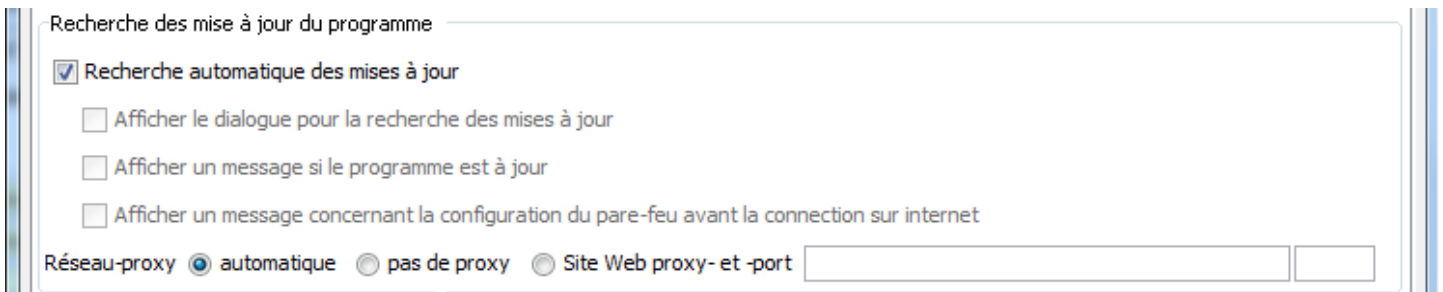 Recherche des mise à jour du programme
Recherche automatique des mises à jour
Afficher le dialogue pour la recherche des mises à jour
Afficher un message si le programme est à jour
Afficher un message concernant la configuration du pare-feu avant la connection sur internet
Réseau-proxy automatique pas de proxy Site Web proxy- et -port